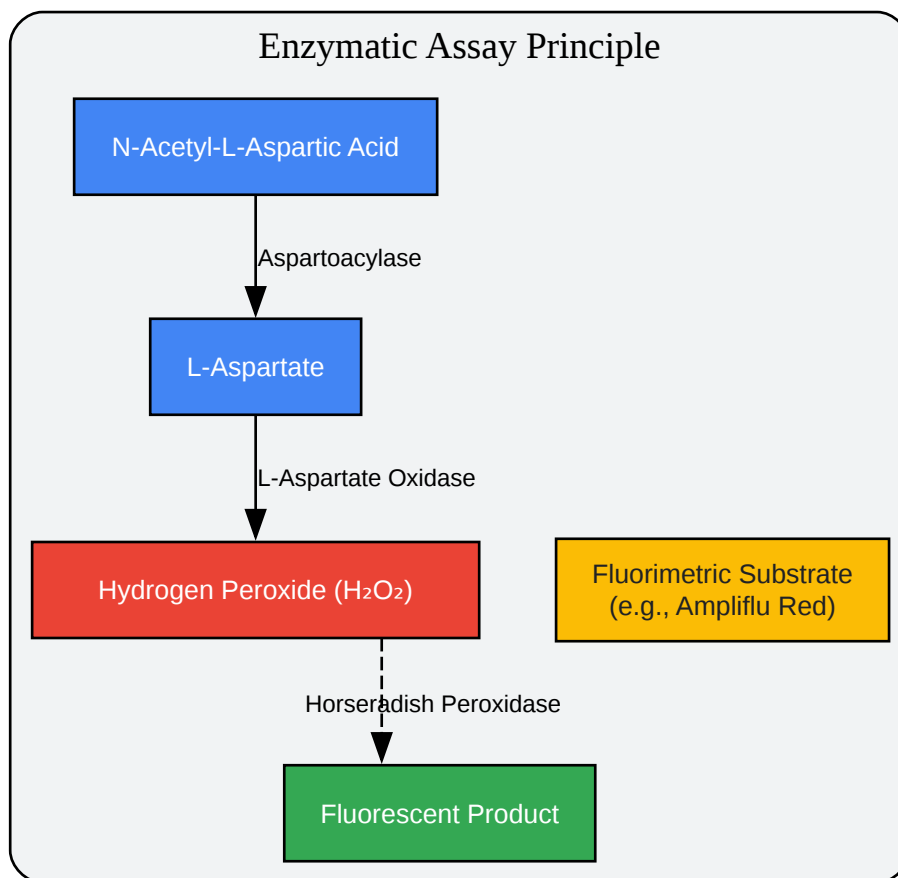 Enzymatic Assay Principle
N-Acetyl-L-Aspartic Acid
Aspartoacylase
L-Aspartate
L-Aspartate Oxidase
Hydrogen Peroxide (H₂O₂)
Fluorimetric Substrate
(e.g., Ampliflu Red)
Horseradish Peroxidase
Fluorescent Product